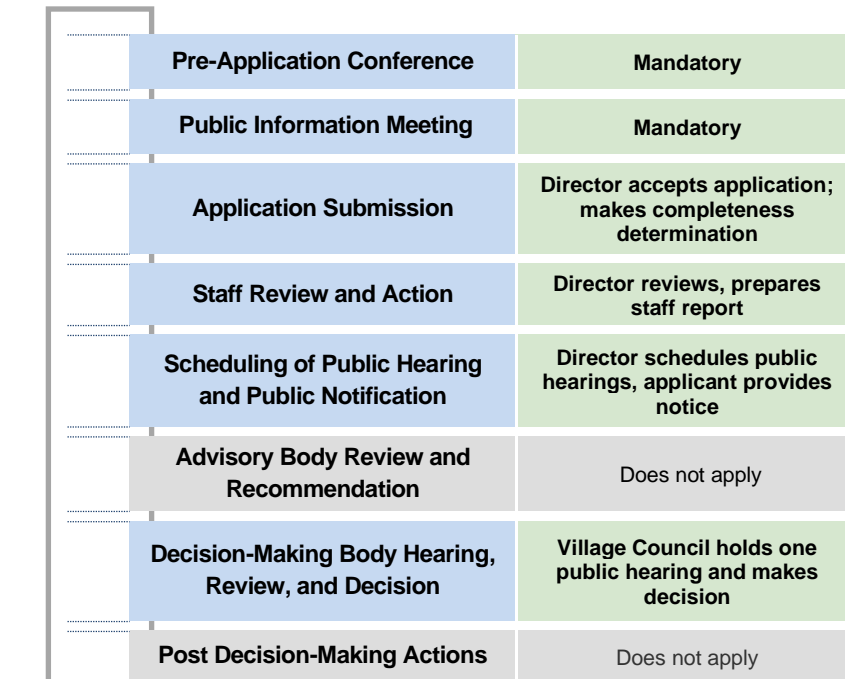 Pre-Application Conference
Mandatory
Public Information Meeting
Mandatory
Application Submission
Director accepts application;
makes completeness
determination
Staff Review and Action
Director reviews, prepares
staff report
Scheduling of Public Hearing
and Public Notification
Director schedules public
hearings, applicant provides
notice
Advisory Body Review and
Recommendation
Does not apply
Decision-Making Body Hearing,
Review, and Decision
Village Council holds one
public hearing and makes
decision
Post Decision-Making Actions
Does not apply